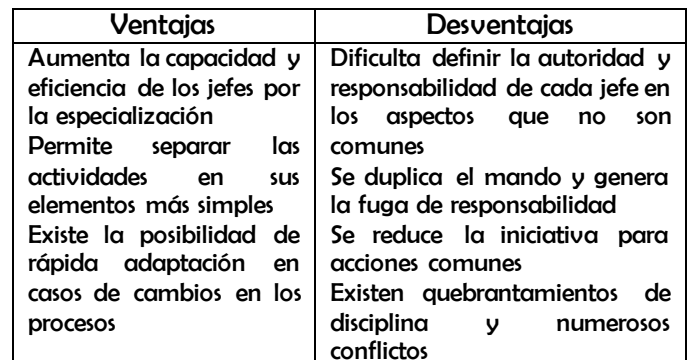 Ventajas
Desventajas
Aumenta la capacidad y
eficiencia de los jefes por
la especialización
Permite separar las
actividades en sus
elementos más simples
Existe la posibilidad de
rápida adaptación en
casos de cambios en los
procesos
Dificulta definir la autoridad y
responsabilidad de cada jefe en
los aspectos que no son
comunes
Se duplica el mando y genera
la fuga de responsabilidad
Se reduce la iniciativa para
acciones comunes
Existen quebrantamientos de
disciplina y numerosos
conflictos